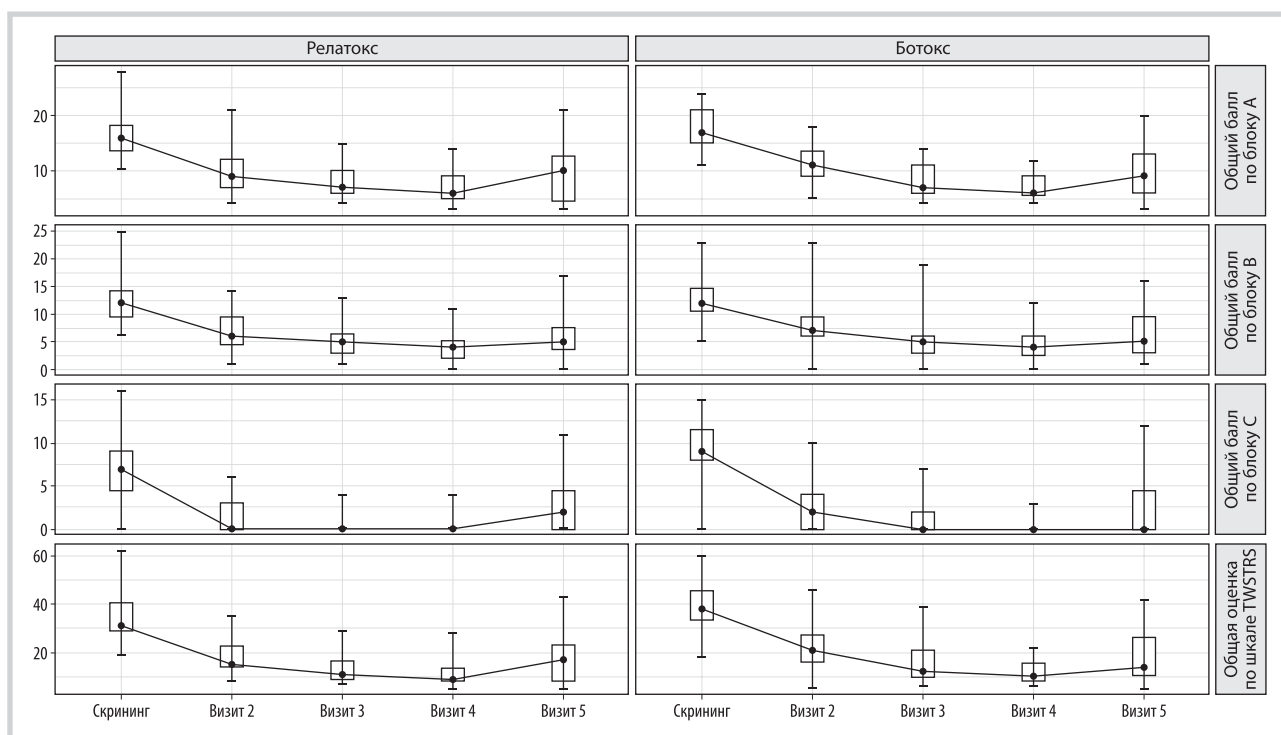 Релатокс
Ботокс
20
10
Общий балл
по блоку A
25
20
15
10
5
0
Общий балл
по блоку B
15
10
5
0
Общий балл
по блоку C
60
40
20
Общая оценка
по шкале TWSTRS
Скрининг
Визит 2
Визит 3
Визит 4
Визит 5
Скрининг
Визит 2
Визит 3
Визит 4
Визит 5